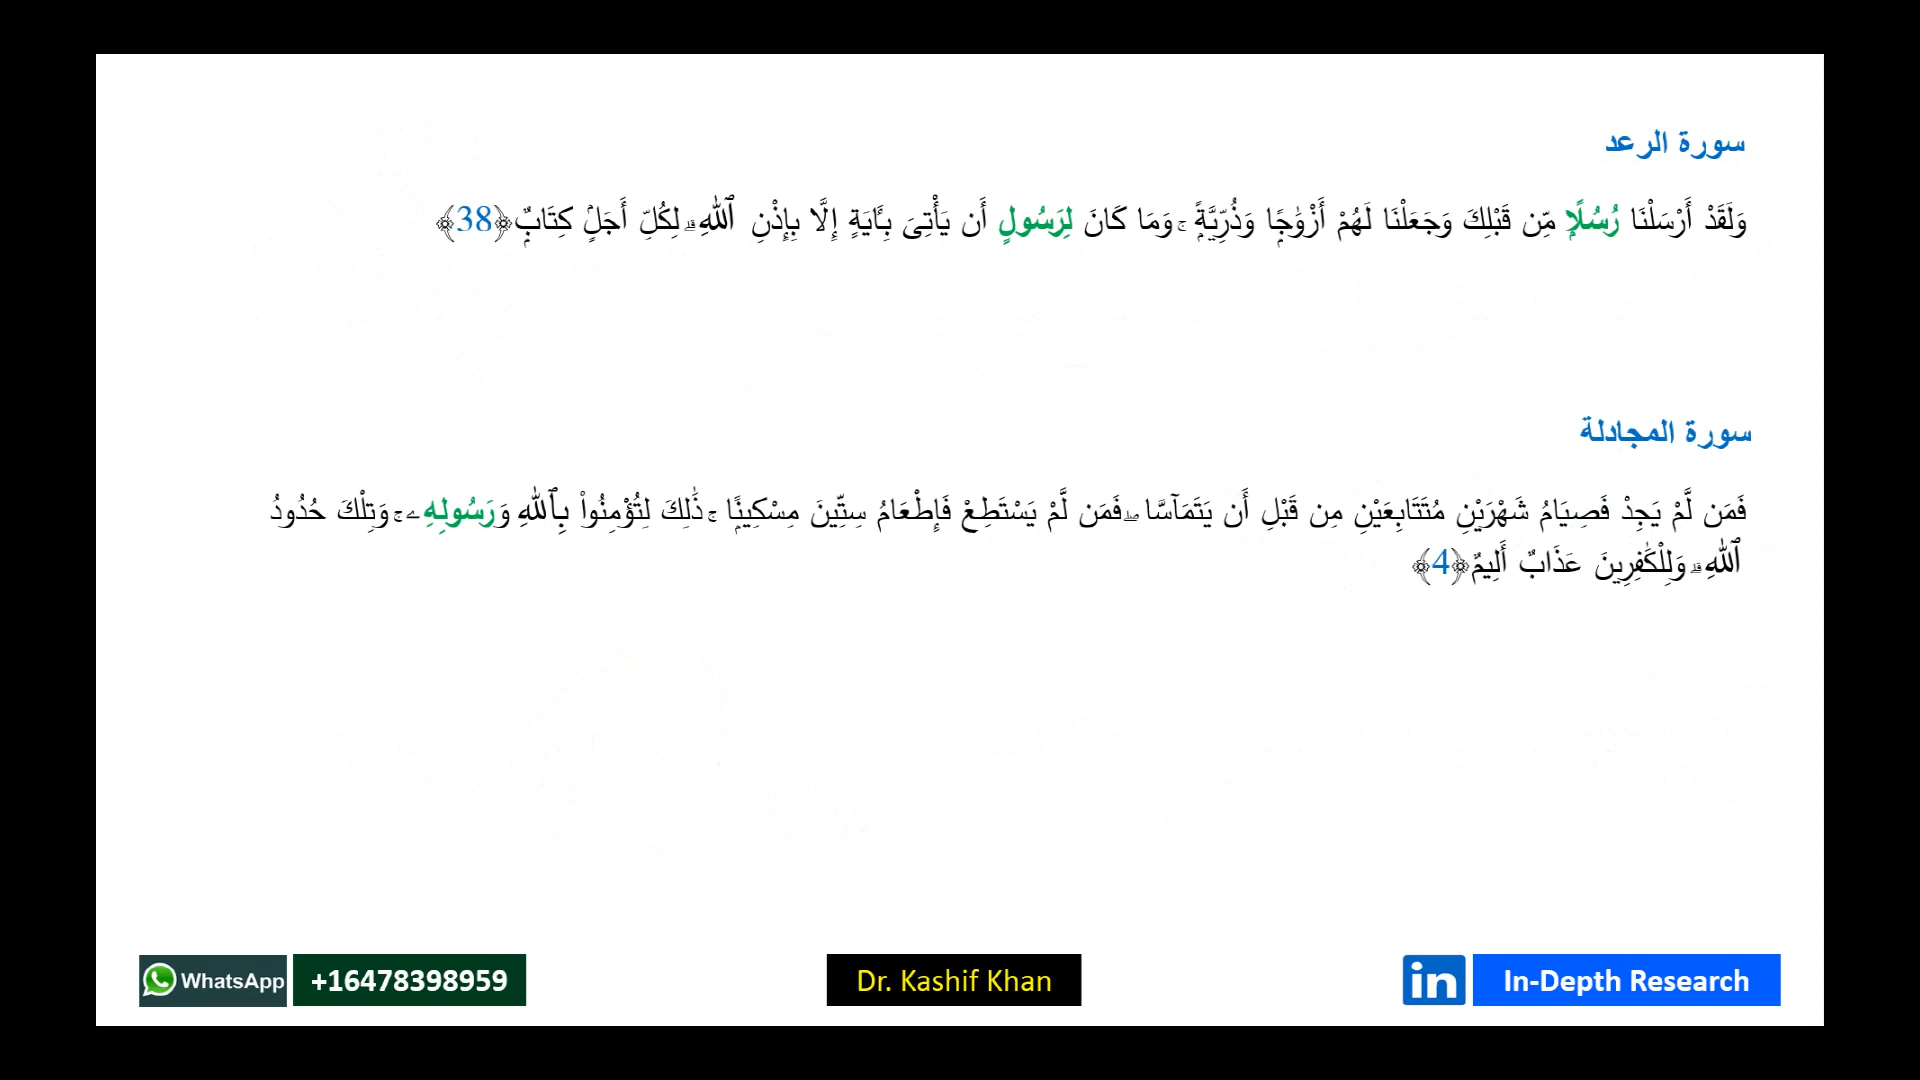 سورة الرعد
وَلَقَدْ أَرْسَلْنَا رُسُلًا مِّن قَبْلِكَ وَجَعَلْنَا لَهُمْ أَزْوَٰجًا وَذُرِّيَّةً ۚ وَمَا كَانَ لِرَسُولٍ أَن يَأْتِىَ بِـَٔايَةٍ إِلَّا بِإِذْنِ ٱللَّهِ ۗ لِكُلِّ أَجَلٍ كِتَابٌ ﴿38﴾
سورة المجادلة
فَمَن لَّمْ يَجِدْ فَصِيَامُ شَهْرَيْنِ مُتَتَابِعَيْنِ مِن قَبْلِ أَن يَتَمَآسَّا ۖ فَمَن لَّمْ يَسْتَطِعْ فَإِطْعَامُ سِتِّينَ مِسْكِينًا ۚ ذَٰلِكَ لِتُؤْمِنُوا۟ بِٱللَّهِ وَرَسُولِهِۦ ۚ وَتِلْكَ حُدُودُ
ٱللَّهِ ۗ وَلِلْكَٰفِرِينَ عَذَابٌ أَلِيمٌ ﴿4﴾
WhatsApp +16478398959 Dr. Kashif Khan in In-Depth Research